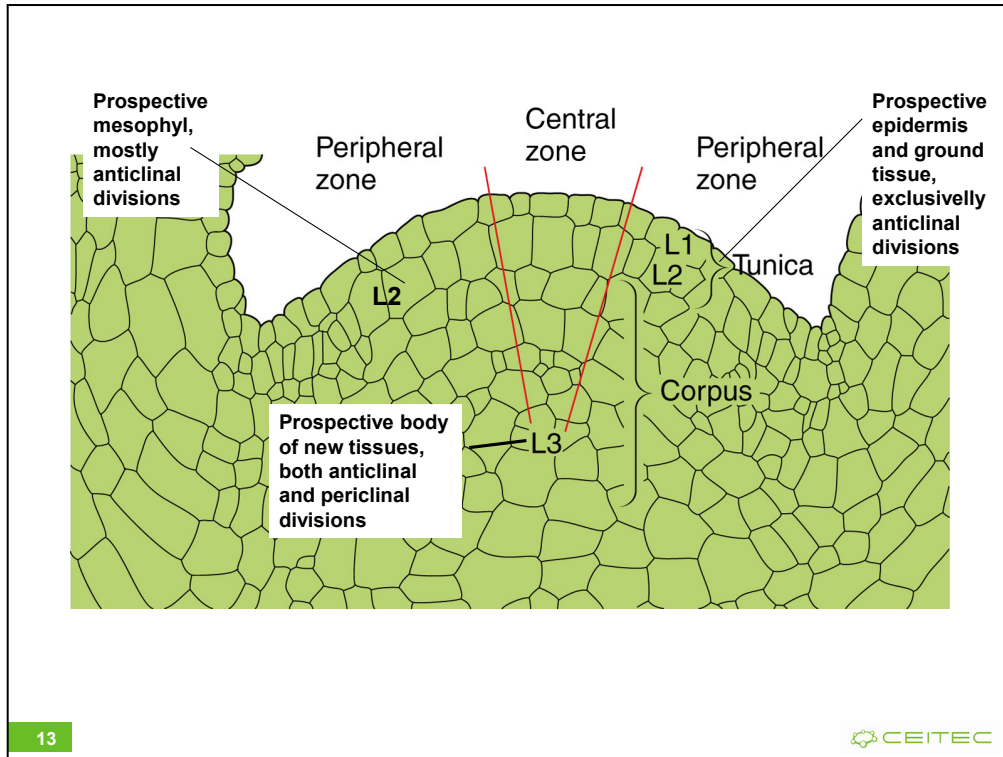 Prospective
mesophyl,
mostly
anticlinal
divisions
Peripheral
zone
Central
zone
Peripheral
zone
Prospective
epidermis
and ground
tissue,
exclusivelly
anticlinal
divisions
L1
L2
Tunica
L2
Corpus
Prospective body
of new tissues,
both anticlinal
and periclinal
divisions
L3
13
CEITEC